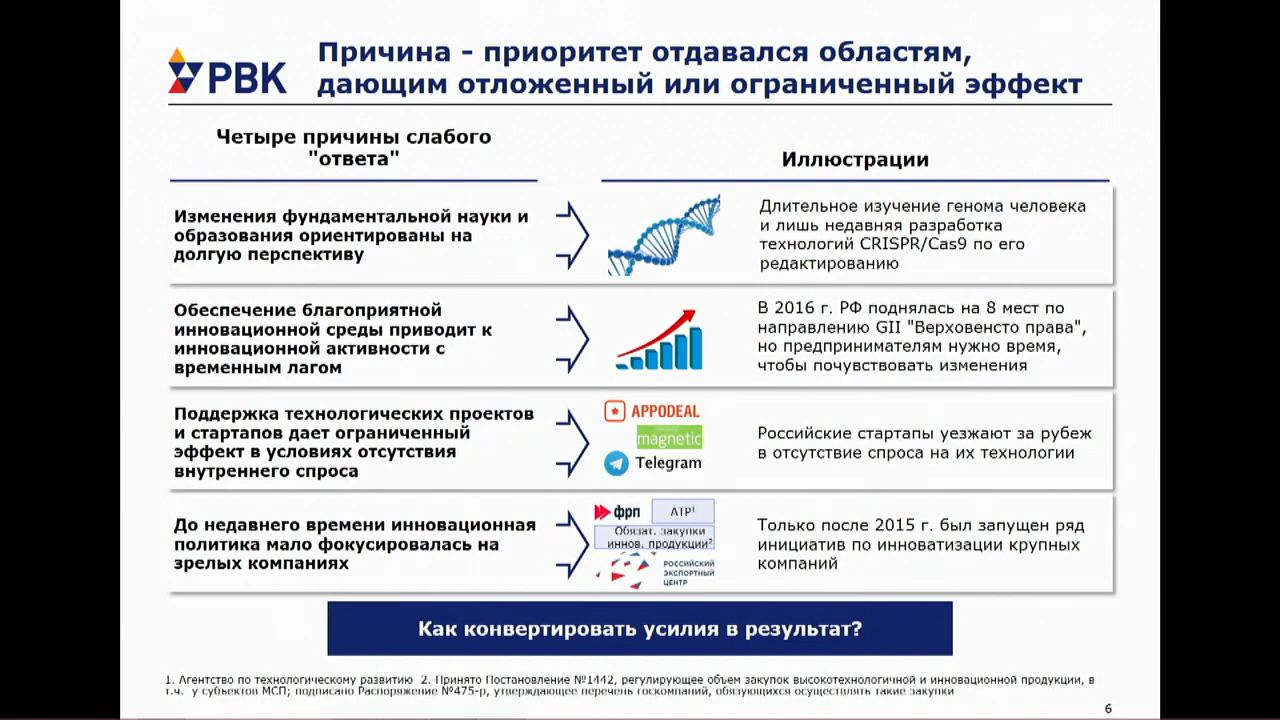 РВК
Причина - приоритет отдавался областям,
дающим отложенный или ограниченный эффект
Четыре причины слабого
"ответа"
Иллюстрации
Изменения фундаментальной науки и
образования ориентированы на
долгую перспективу
Длительное изучение генома человека
и лишь недавняя разработка
технологий CRISPR/Cas9 по его
редактированию
Обеспечение благоприятной
инновационной среды приводит к
инновационной активности с
временным лагом
В 2016 г. РФ поднялась на 8 мест по
направлению GII "Верховенсто права",
но предпринимателям нужно время,
чтобы почувствовать изменения
Поддержка технологических проектов
и стартапов дает ограниченный
эффект в условиях отсутствия
внутреннего спроса
APPODEAL
magnetic
Telegram
Российские стартапы уезжают за рубеж
в отсутствие спроса на их технологии
До недавнего времени инновационная
политика мало фокусировалась на
зрелых компаниях
фрп
АТР¹
Обязат. закупки
иннов. продукции?²
РОССИЙСКИЙ
ЭКСПОРТНЫЙ
ЦЕНТР
Только после 2015 г. был запущен ряд
инициатив по инноватизации крупных
компаний
Как конвертировать усилия в результат?
1. Агентство по технологическому развитию 2. Принято Постановление №1442, регулирующее объем закупок высокотехнологичной и инновационной продукции, в
т.ч. у субъектов МСП; подписано Распоряжение №475-р, утверждающее перечень госкомпаний, обязующихся осуществлять такие закупки
6